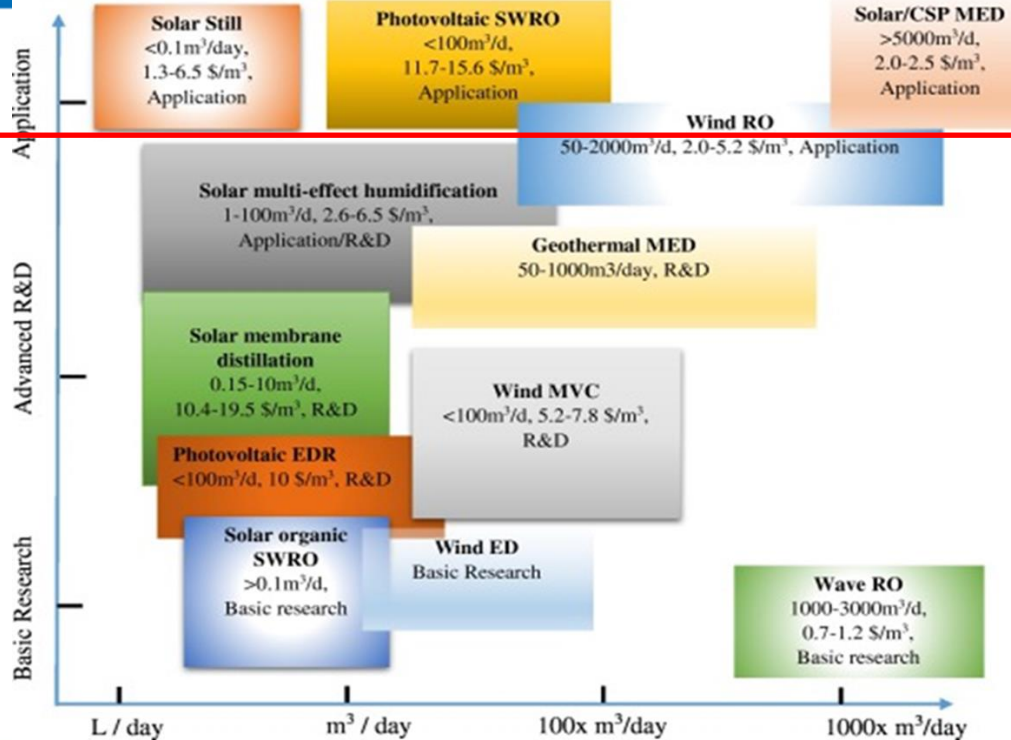 Solar Still
<0.1m³/day,
1.3-6.5 $/m³,
Application
Photovoltaic SWRO
<100m³/d,
11.7-15.6 $/m³,
Application
Solar/CSP MED
>5000m³/d,
2.0-2.5 $/m³,
Application
Wind RO
50-2000m³/d, 2.0-5.2 $/m³, Application
Solar multi-effect humidification
1-100m³/d, 2.6-6.5 $/m³,
Application/R&D
Geothermal MED
50-1000m3/day, R&D
Solar membrane
distillation
0.15-10m³/d,
10.4-19.5 $/m³, R&D
Wind MVC
<100m³/d, 5.2-7.8 $/m³,
R&D
Photovoltaic EDR
<100m³/d, 10 $/m³, R&D
Solar organic
SWRO
>0.1m³/d,
Basic research
Wind ED
Basic Research
Wave RO
1000-3000m³/d,
0.7-1.2 $/m³,
Basic research
Application
Advanced R&D
Basic Research
L / day
m³ / day
100x m³/day
1000x m³/day